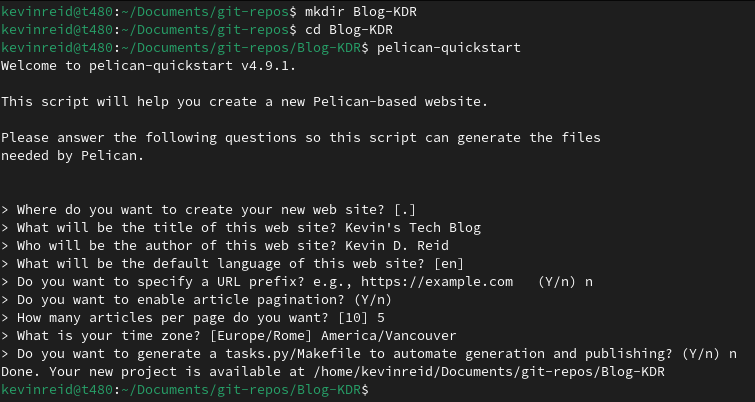 kevinreid@t480:~/Documents/git-repos$ mkdir Blog-KDR
kevinreid@t480:~/Documents/git-repos$ cd Blog-KDR
kevinreid@t480:~/Documents/git-repos/Blog-KDR$ pelican-quickstart
Welcome to pelican-quickstart v4.9.1.
This script will help you create a new Pelican-based website.
Please answer the following questions so this script can generate the files
needed by Pelican.
> Where do you want to create your new web site? [.]
> What will be the title of this web site? Kevin's Tech Blog
> Who will be the author of this web site? Kevin D. Reid
> What will be the default language of this web site? [en]
> Do you want to specify a URL prefix? e.g., https://example.com   (Y/n) n
> Do you want to enable article pagination? (Y/n)
> How many articles per page do you want? [10] 5
> What is your time zone? [Europe/Rome] America/Vancouver
> Do you want to generate a tasks.py/Makefile to automate generation and publishing? (Y/n) n
Done. Your new project is available at /home/kevinreid/Documents/git-repos/Blog-KDR
kevinreid@t480:~/Documents/git-repos/Blog-KDR$